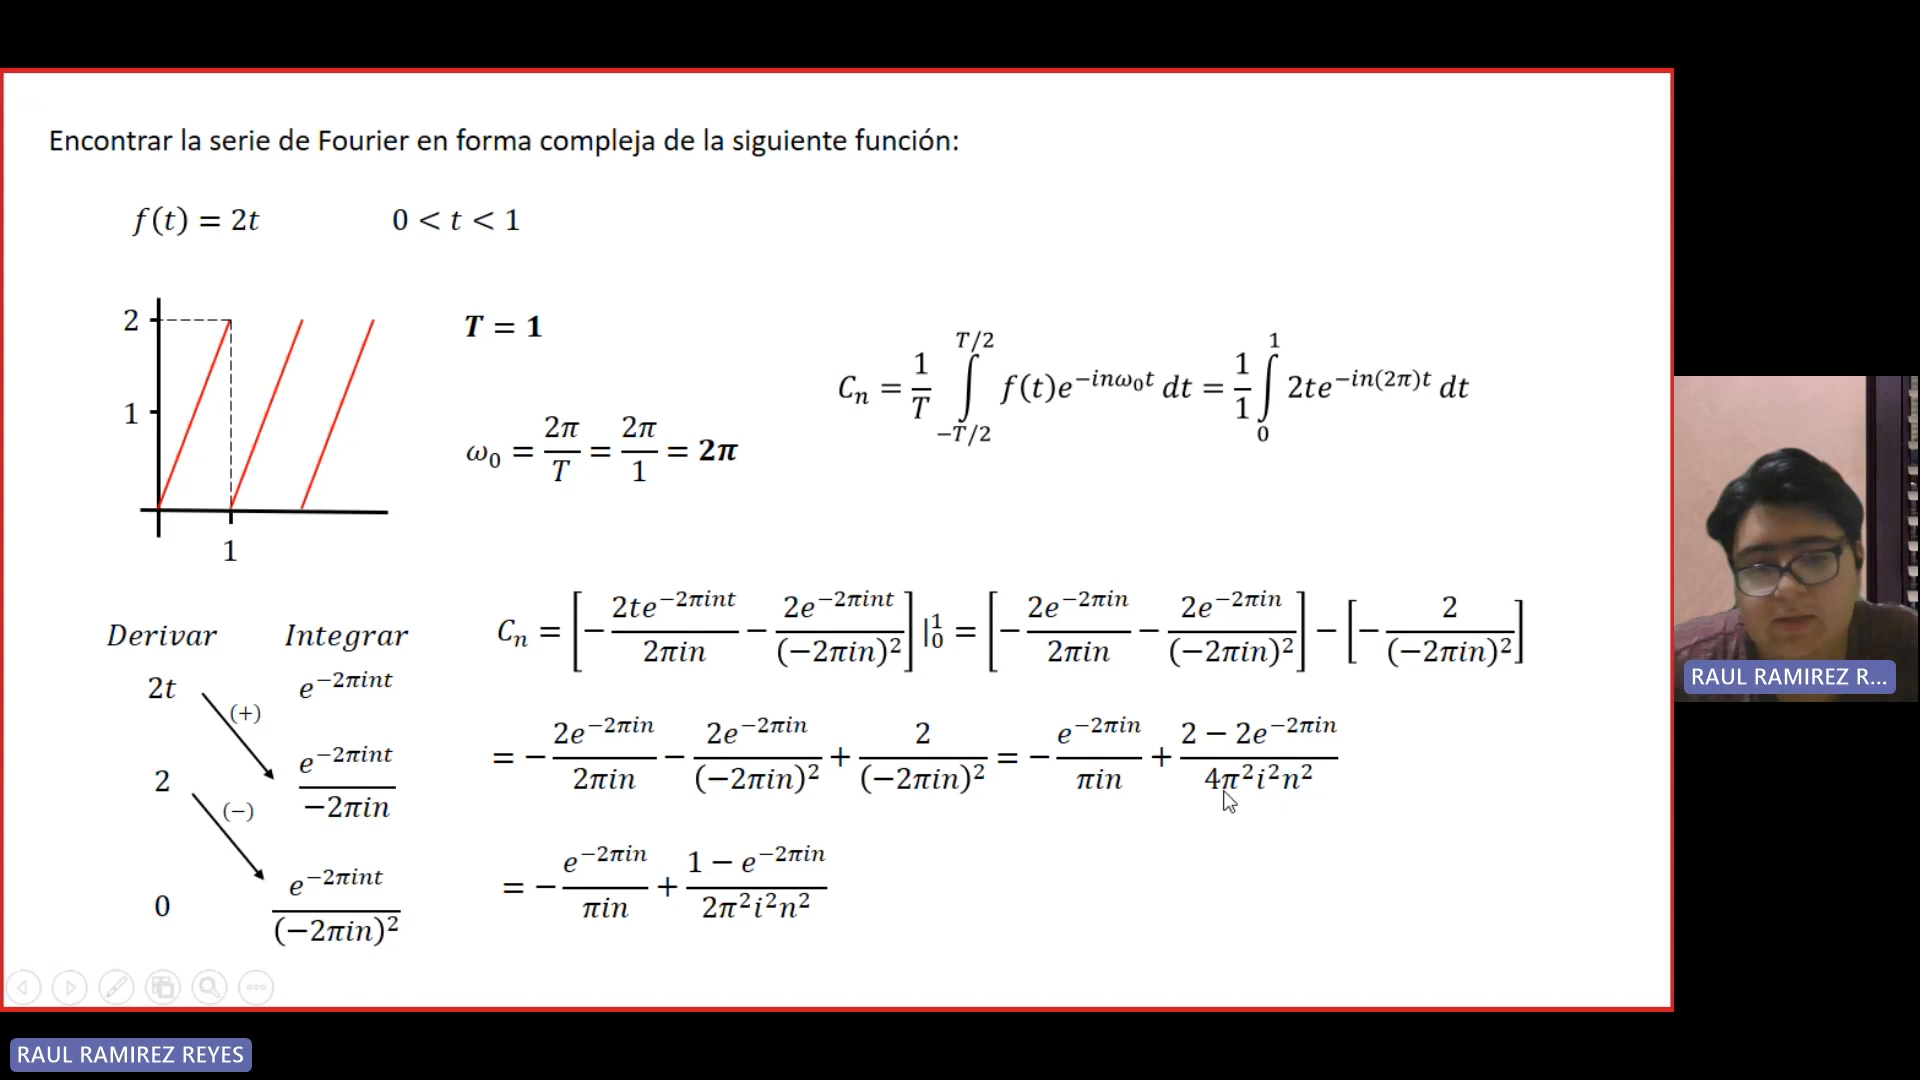 Encontrar la serie de Fourier en forma compleja de la siguiente función:
f(t) = 2t 0 < t < 1
2
1
1
T = 1
ω₀ = 2π/T = 2π/1 = 2π
Cₙ = 1/T ∫_{-T/2}^{T/2} f(t)e^{-inω₀t} dt = 1/1 ∫_0^1 2te^{-in(2π)t} dt
Derivar Integrar
2t (+) e^{-2πint}
2 (−) e^{-2πint}/(-2πin)
0 e^{-2πint}/(-2πin)²
Cₙ = [− 2te^{-2πint}/2πin − 2e^{-2πint}/(-2πin)²] |₀¹ = [− 2e^{-2πin}/2πin − 2e^{-2πin}/(-2πin)²] − [− 2/(-2πin)²]
= − 2e^{-2πin}/2πin − 2e^{-2πin}/(-2πin)² + 2/(-2πin)² = − e^{-2πin}/πin + (2 − 2e^{-2πin})/4π²i²n²
= − e^{-2πin}/πin + (1 − e^{-2πin})/2π²i²n²
RAUL RAMIREZ R...
RAUL RAMIREZ REYES